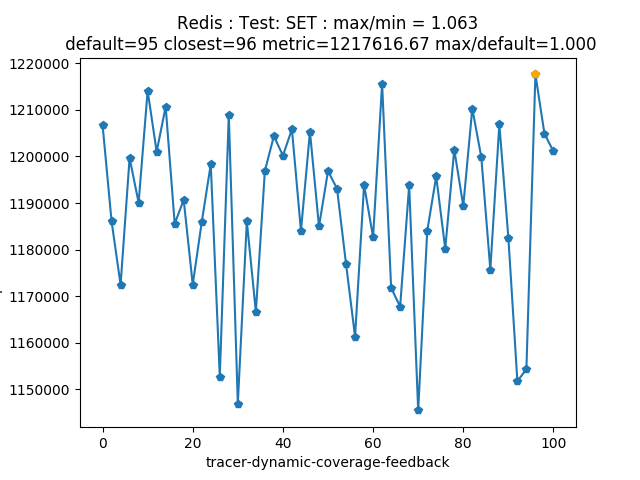 Redis : Test: SET : max/min = 1.063
default=95 closest=96 metric=1217616.67 max/default=1.000
1220000
1210000
1200000
1190000
1180000
1170000
1160000
1150000
0 20 40 60 80 100
tracer-dynamic-coverage-feedback